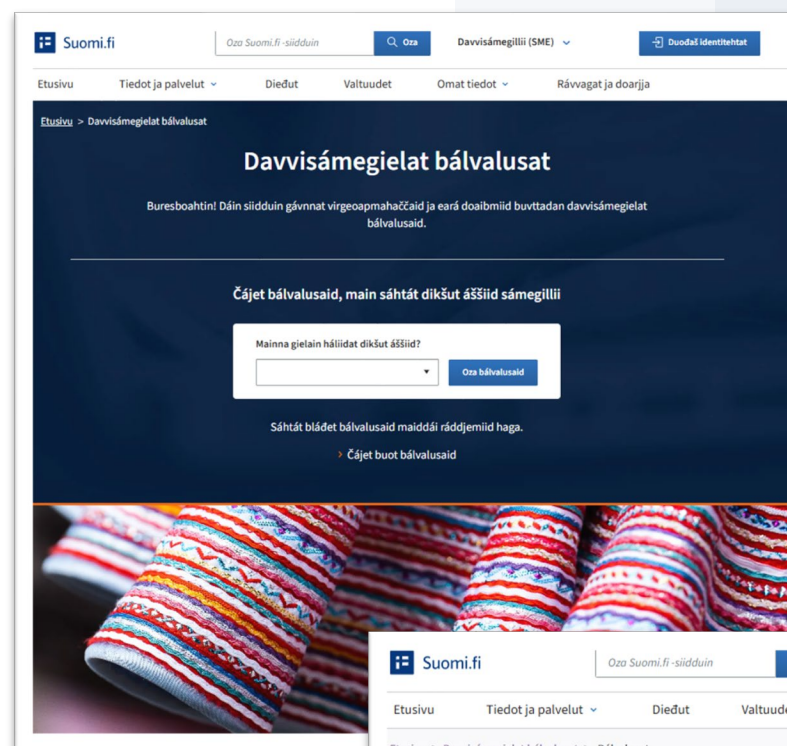 Suomi.fi
Oza Suomi.fi -siidduin
Oza
Davvisámegillii (SME)
Duođaš identitehtat
Etusivu Tiedot ja palvelut Dieđut Valtuudet Omat tiedot Rávvagat ja doarjja
Etusivu > Davvisámegielat bálvalusat
Davvisámegielat bálvalusat
Buresboahtin! Dáin siidduin gávnnat virgeoapmahaččaid ja eará doaibmiid buvttadan davvisámegielat
bálvalusaid.
Čájet bálvalusaid, main sáhtát dikšut áššiid sámegillii
Mainna gielain háliidat dikšut áššiid?
Oza bálvalusaid
Sáhtát bláđet bálvalusaid maiddái ráddjemiid haga.
Čájet buot bálvalusaid
Suomi.fi
Oza Suomi.fi -siidduin
Etusivu Tiedot ja palvelut Dieđut